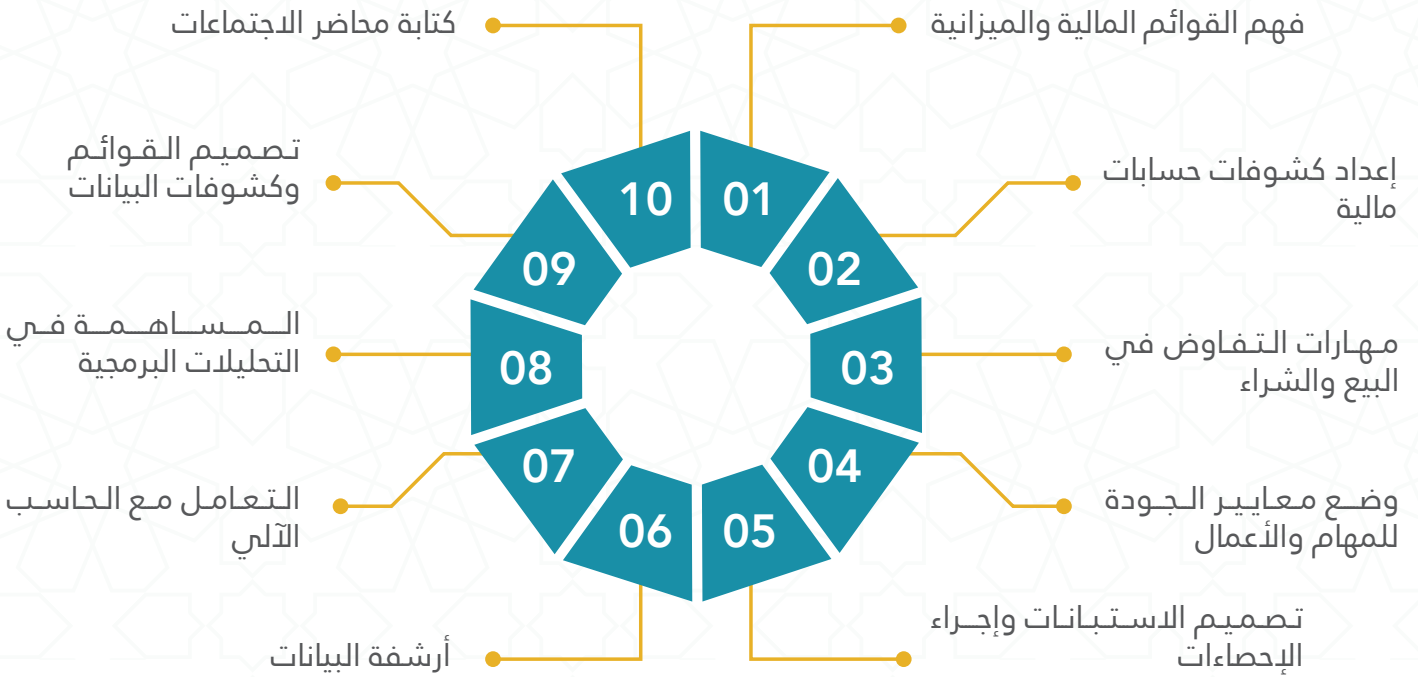 01
فهم القوائم المالية والميزانية
02
إعداد كشوفات حسابات
مالية
03
مهارات التفاوض في
البيع والشراء
04
وضع معايير الجودة
للمهام والأعمال
05
تصميم الاستبانات وإجراء
الإحصاءات
06
أرشفة البيانات
07
التعامل مع الحاسب
الآلي
08
المساهمة في
التحليلات البرمجية
09
تصميم القوائم
وكشوفات البيانات
10
كتابة محاضر الاجتماعات